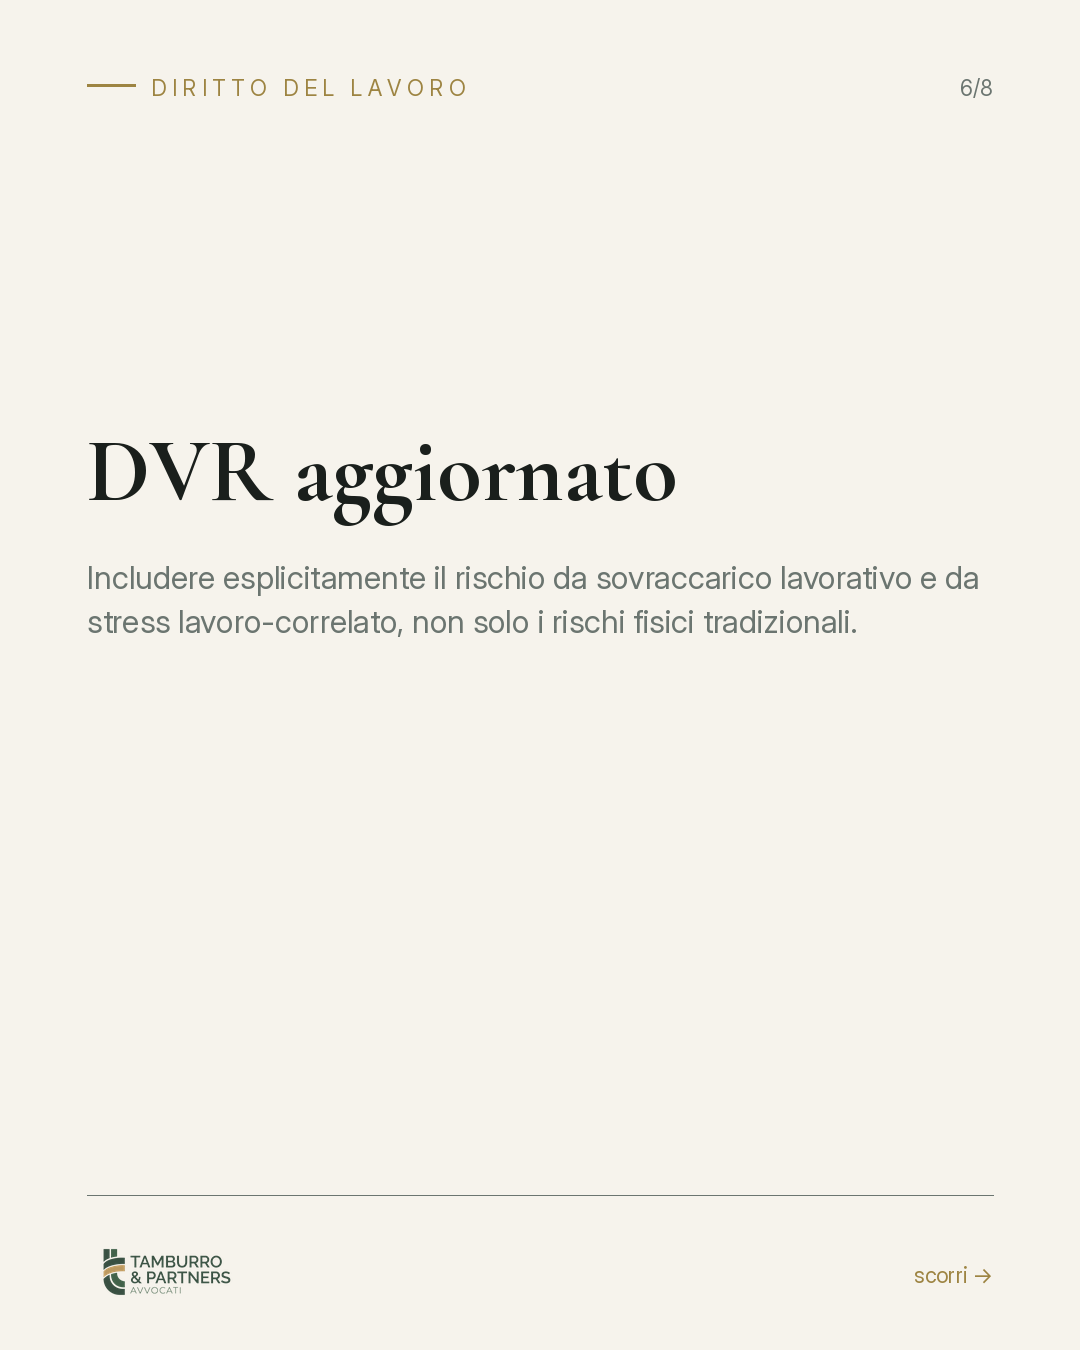 DIRITTO DEL LAVORO
6/8
DVR aggiornato
Includere esplicitamente il rischio da sovraccarico lavorativo e da
stress lavoro-correlato, non solo i rischi fisici tradizionali.
TAMBURRO
& PARTNERS
AVVOCATI
scorri →